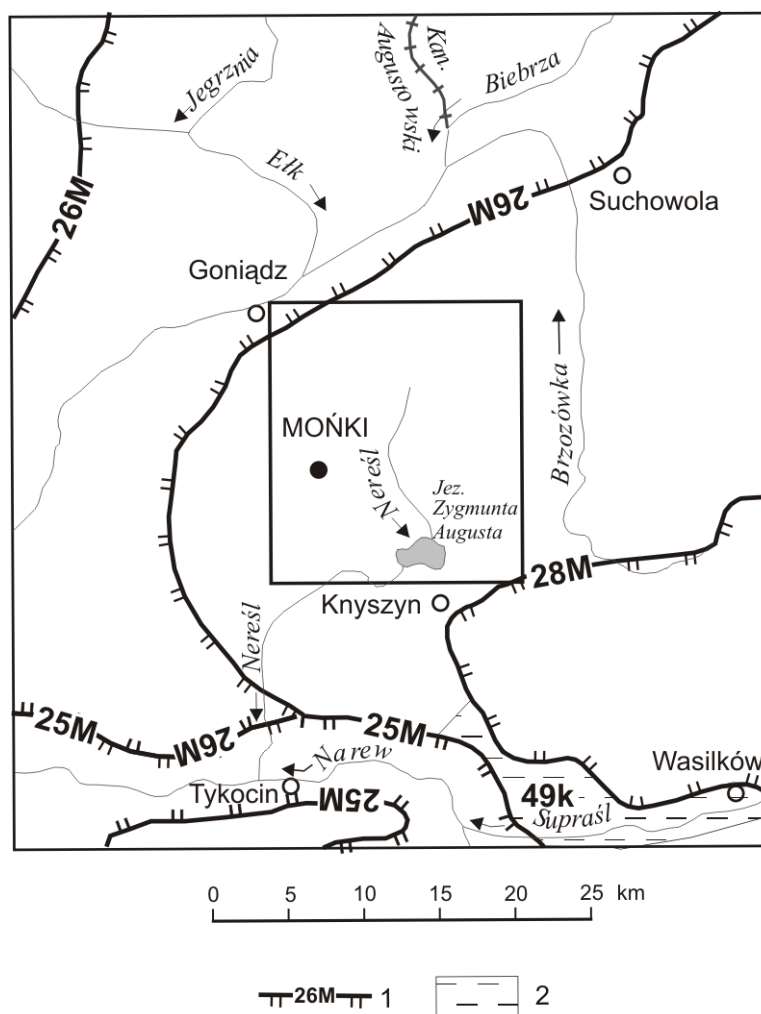 Jegrznia
Kan.
Augustowski
Biebrza
26M
Ełk
26M
Suchowola
Goniądz
Brzozówka
MOŃKI
Nereśl
Jez.
Zygmunta
Augusta
28M
Knyszyn
Nereśl
25M
26M
25M
Narew
Wasilków
Tykocin
25M
49k
Supraśl
0 5 10 15 20 25 km
26M 1
2